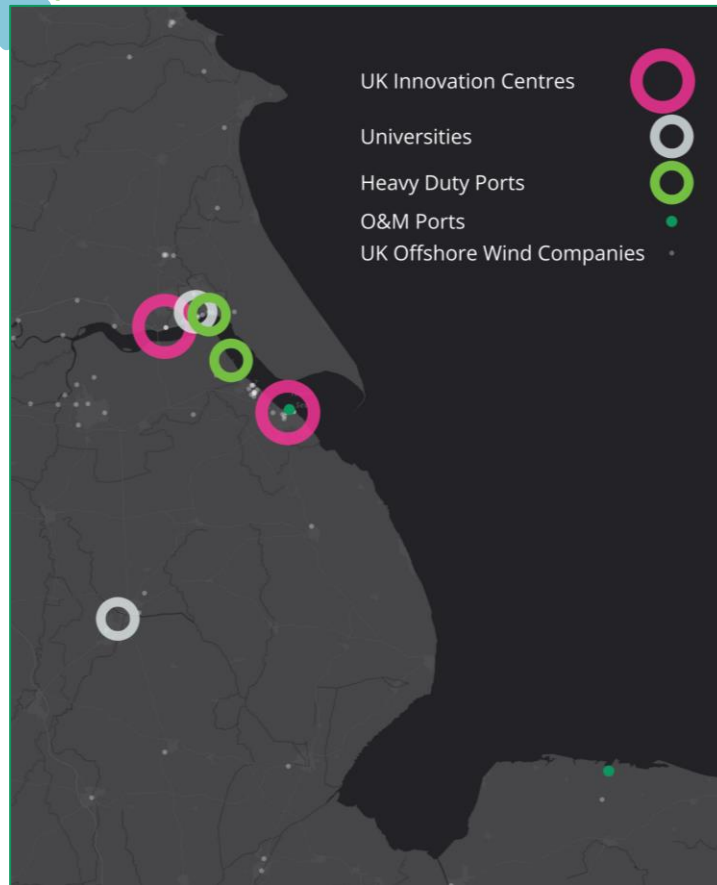 UK Innovation Centres
Universities
Heavy Duty Ports
O&M Ports
UK Offshore Wind Companies